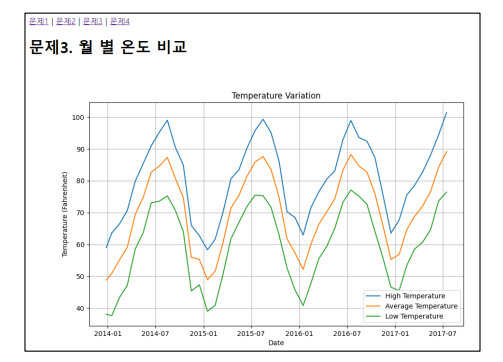 문제1 | 문제2 | 문제3 | 문제4
문제3. 월 별 온도 비교
Temperature Variation
Temperature (Fahrenheit)
100
90
80
70
60
50
40
High Temperature
Average Temperature
Low Temperature
2014-01 2014-07 2015-01 2015-07 2016-01 2016-07 2017-01 2017-07
Date